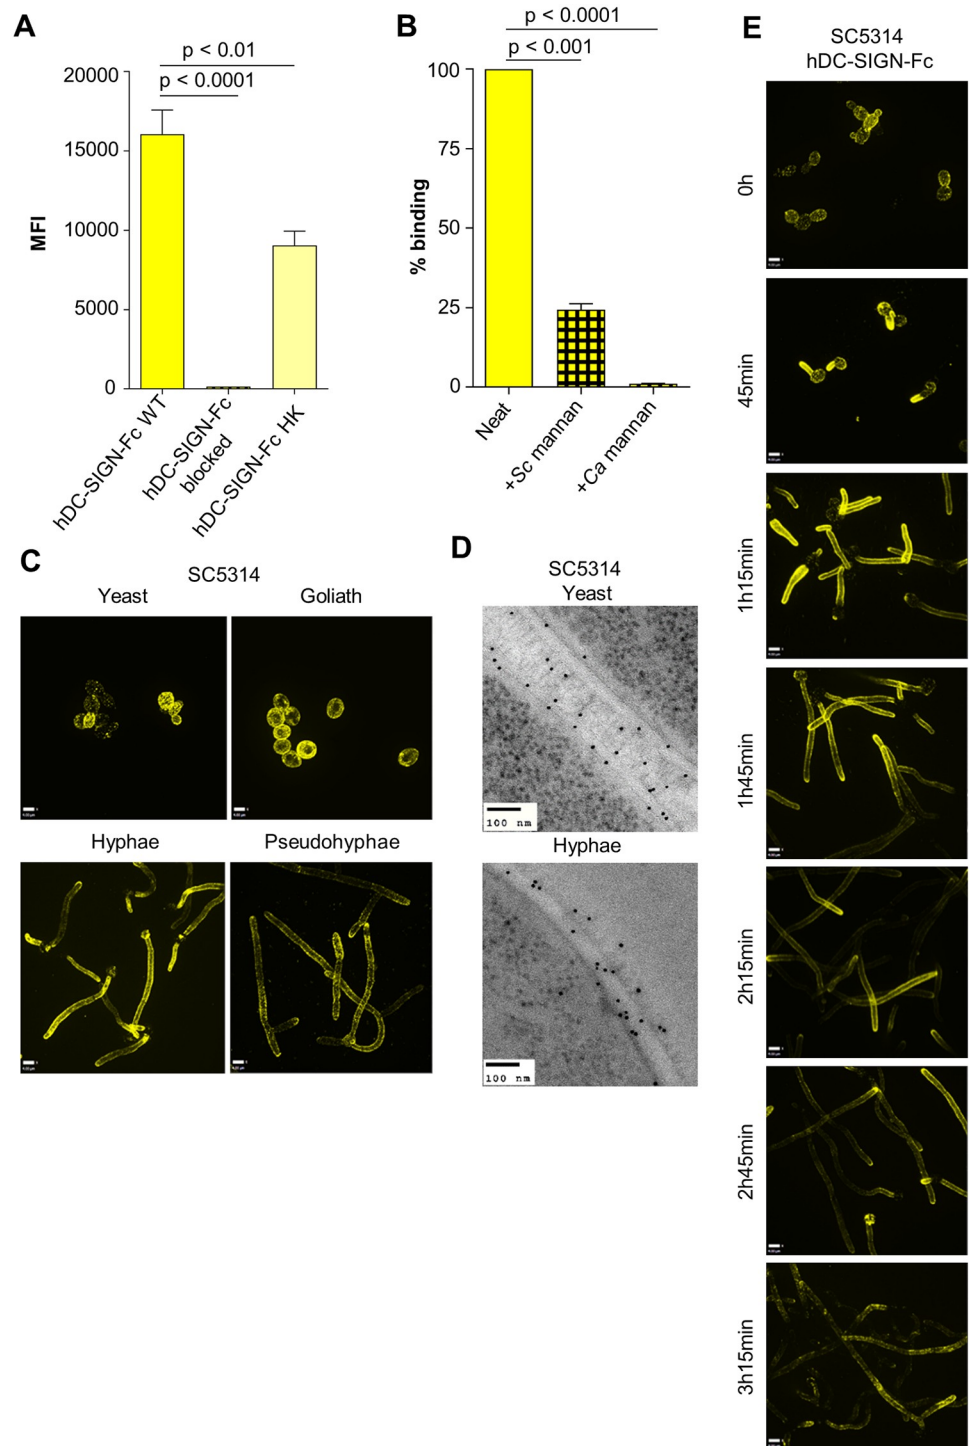 A
p < 0.01
p < 0.0001
20000
15000
10000
5000
0
MFI
hDC-SIGN-Fc WT
hDC-SIGN-Fc
blocked
hDC-SIGN-Fc HK
B
p < 0.0001
p < 0.001
100
75
50
25
0
% binding
Neat
+Sc mannan
+Ca mannan
C
SC5314
Yeast
Goliath
Hyphae
Pseudohyphae
D
SC5314
Yeast
100 nm
Hyphae
100 nm
E
SC5314
hDC-SIGN-Fc
0h
45min
1h15min
1h45min
2h15min
2h45min
3h15min